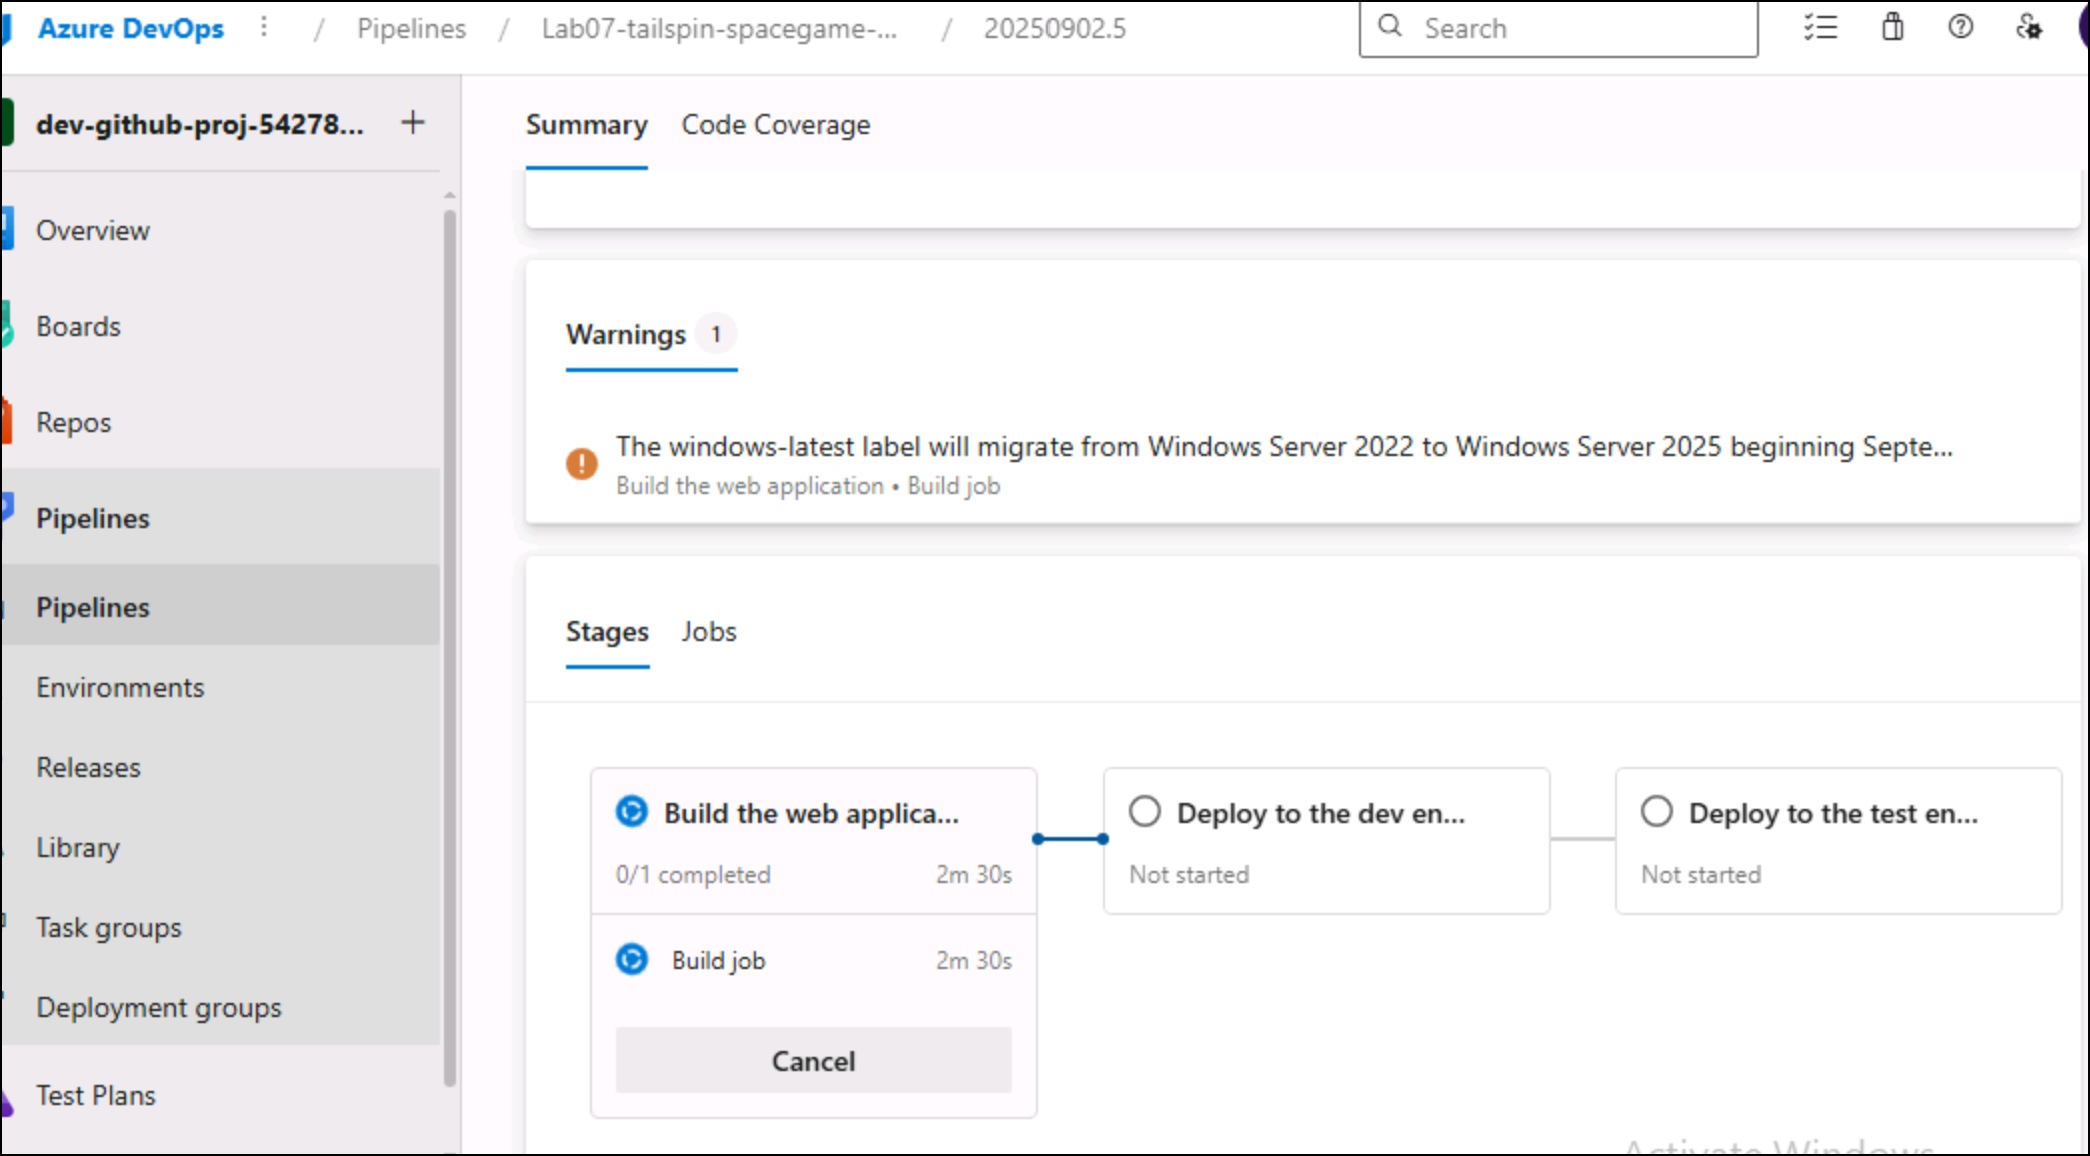 Azure DevOps / Pipelines / Lab07-tailspin-spacegame-... / 20250902.5
Search
dev-github-proj-54278... +
Overview
Boards
Repos
Pipelines
Pipelines
Environments
Releases
Library
Task groups
Deployment groups
Test Plans
Summary Code Coverage
Warnings 1
The windows-latest label will migrate from Windows Server 2022 to Windows Server 2025 beginning Septe...
Build the web application • Build job
Stages Jobs
Build the web applica...
0/1 completed 2m 30s
Build job 2m 30s
Cancel
Deploy to the dev en...
Not started
Deploy to the test en...
Not started
Activate Windows